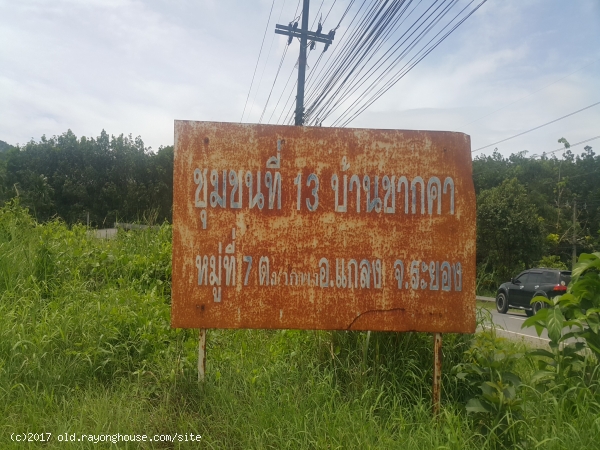 ชุมชนที่ 13 บ้านชากคา
หมู่ที่ 7 ต. อ.แกลง จ.ระยอง
(c)2017 old.rayonghouse.com/site